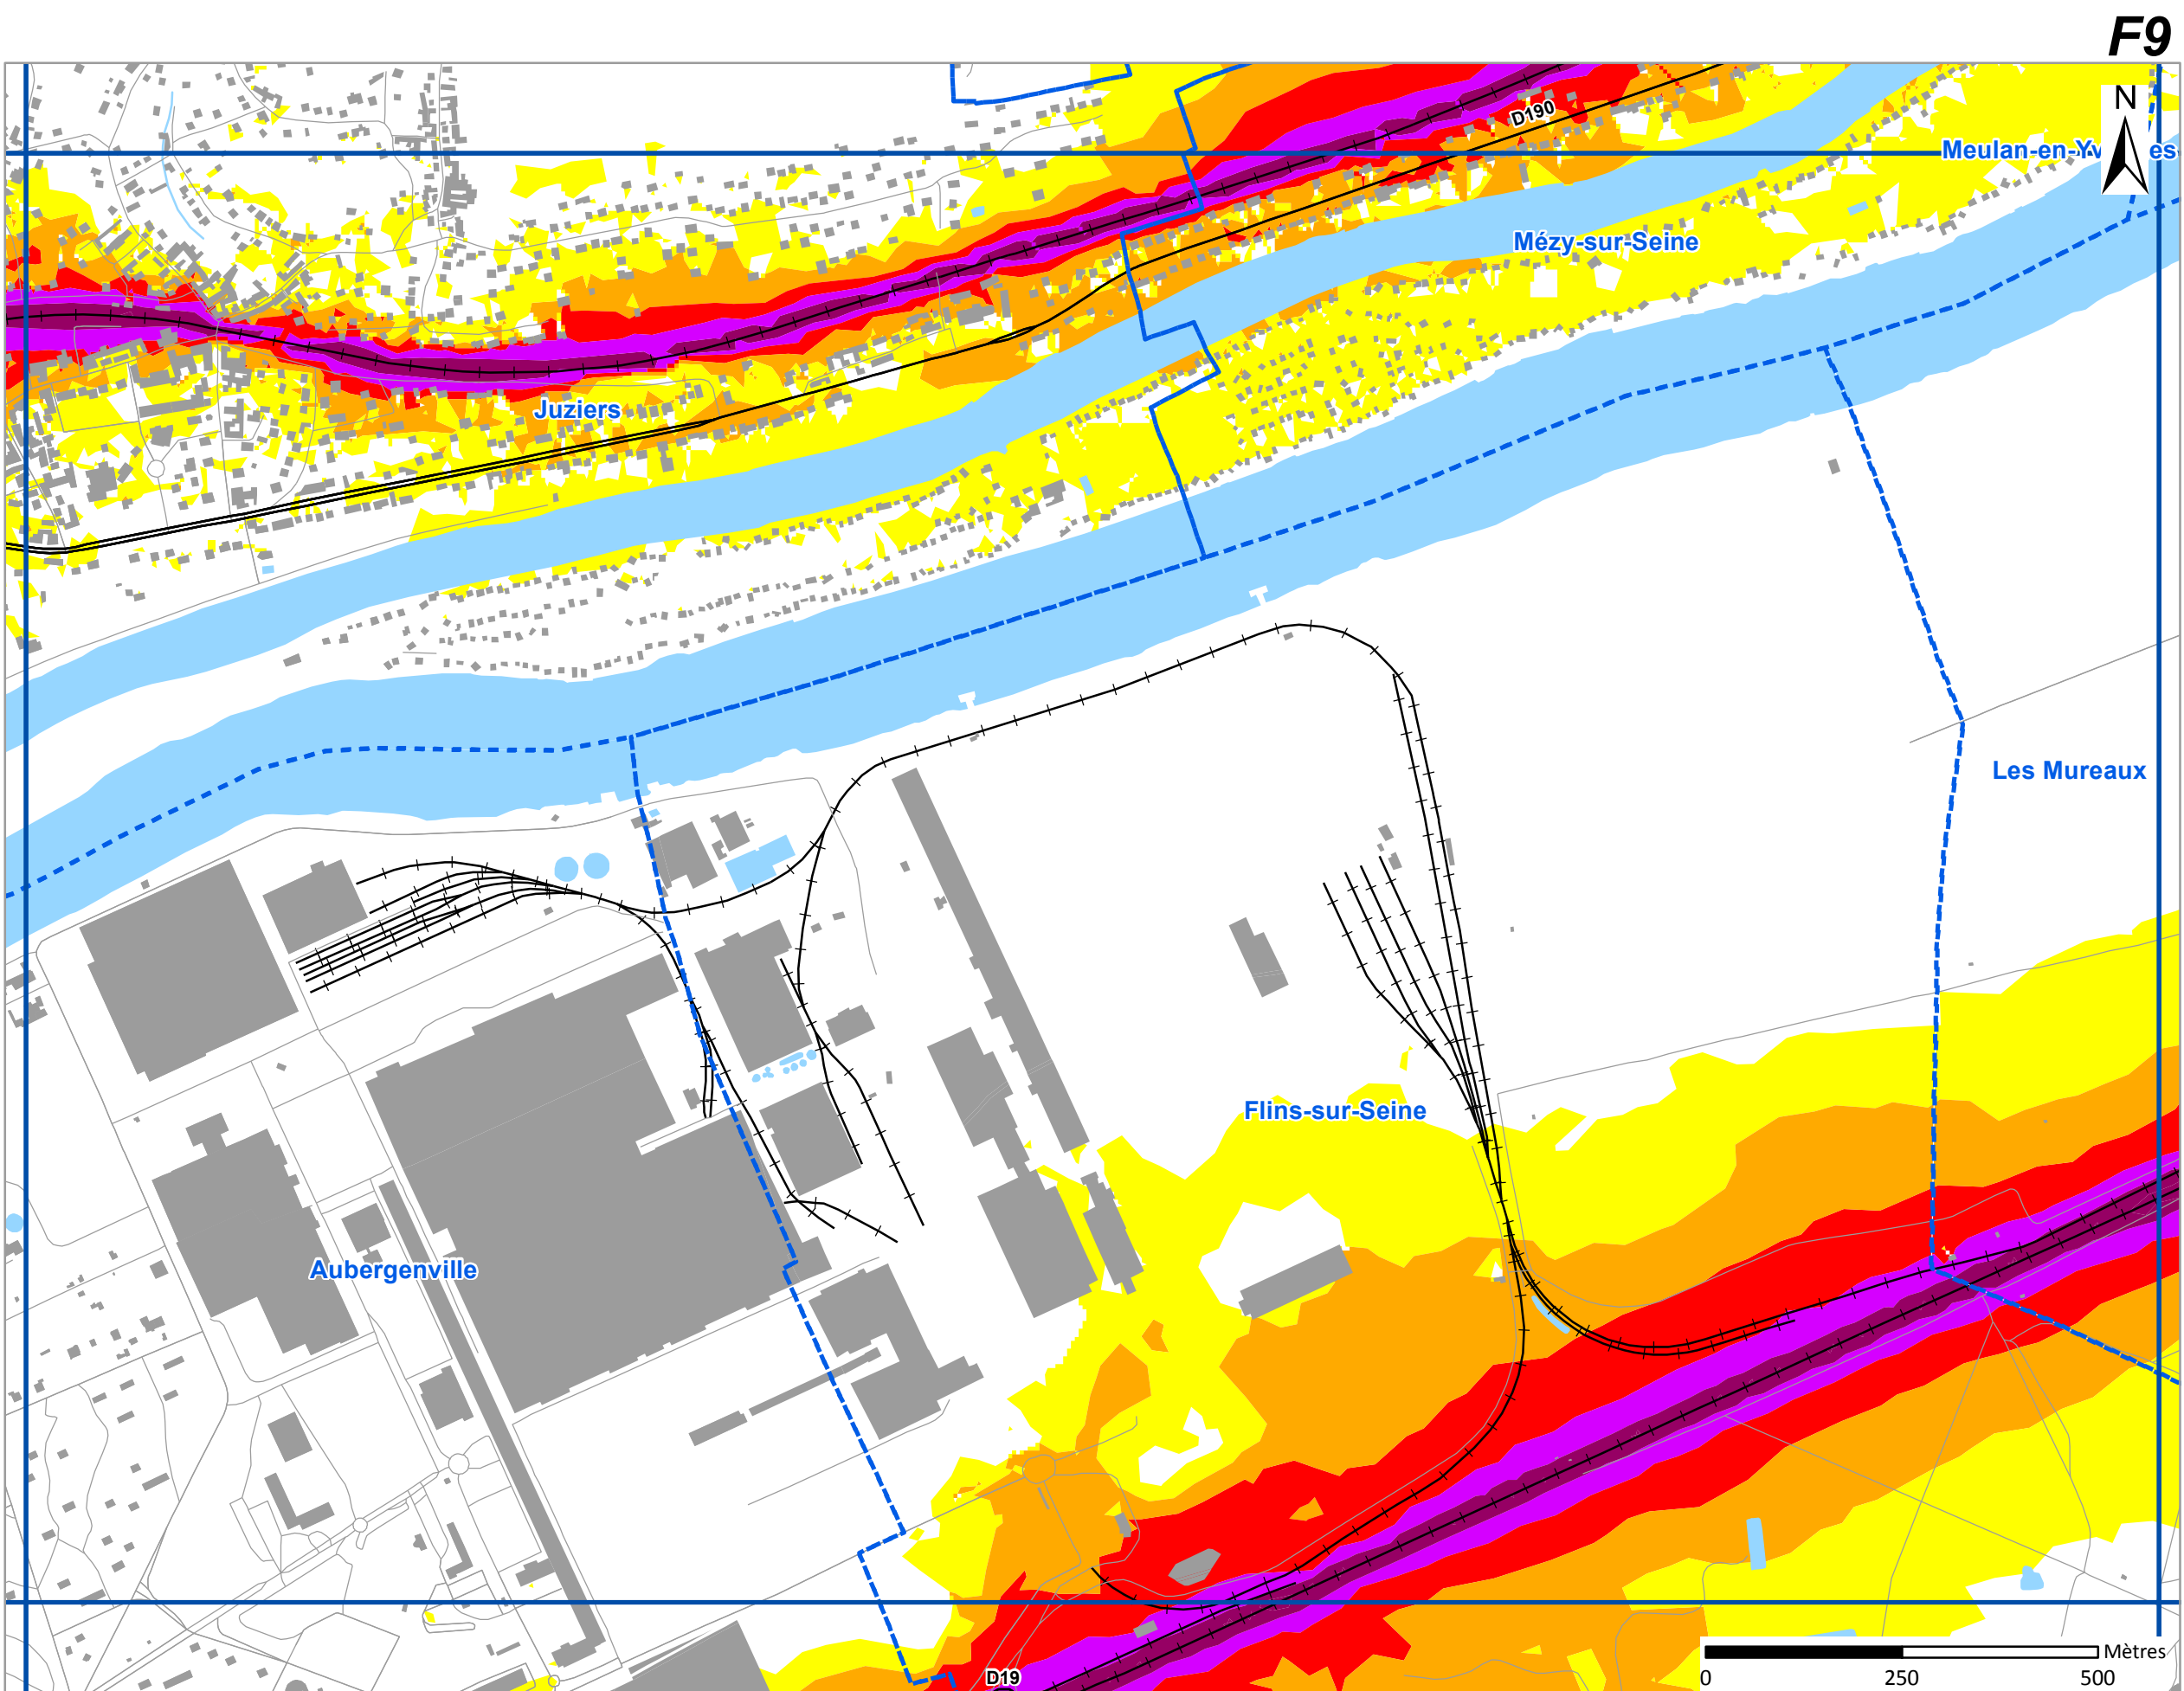 F9
N
D190
Meulan-en-Yv es
Mézy-sur-Seine
Juziers
Les Mureaux
Flins-sur-Seine
Aubergenville
D19
Mètres
0 250 500